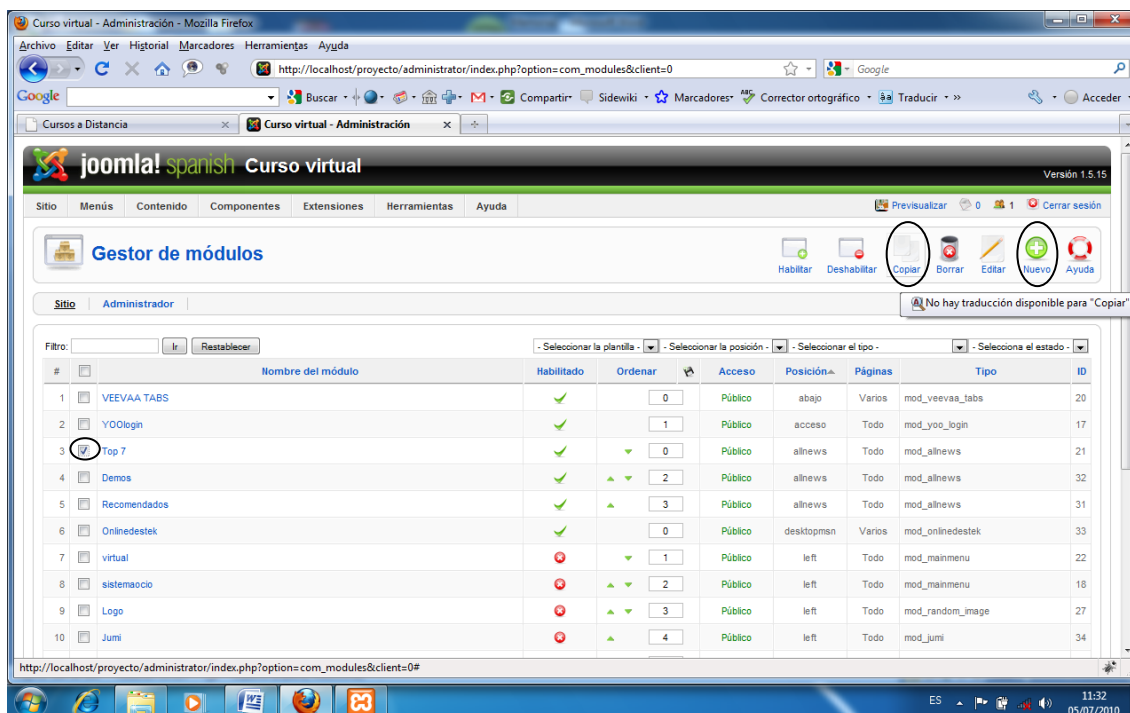 Curso virtual - Administración - Mozilla Firefox
Archivo Editar Ver Historial Marcadores Herramientas Ayuda
http://localhost/proyecto/administrator/index.php?option=com_modules&client=0 Google
Google Buscar Compartir Sidewiki Marcadores ABC Corrector ortográfico Traducir » Acceder
Cursos a Distancia Curso virtual - Administración
joomla! spanish Curso virtual
Versión 1.5.15
Sitio Menús Contenido Componentes Extensiones Herramientas Ayuda Previsualizar 0 1 Cerrar sesión
Gestor de módulos
Habilitar Deshabilitar Copiar Borrar Editar Nuevo Ayuda
Sitio Administrador
No hay traducción disponible para "Copiar"
Filtro: Ir Restablecer - Seleccionar la plantilla - - Seleccionar la posición - - Seleccionar el tipo - - Selecciona el estado -
# Nombre del módulo Habilitado Ordenar Acceso Posición Páginas Tipo ID
1 VEEVAA TABS 0 Público abajo Varios mod_veevaa_tabs 20
2 YOOlogin 1 Público acceso Todo mod_yoo_login 17
3 Top 7 0 Público allnews Todo mod_allnews 21
4 Demos 2 Público allnews Todo mod_allnews 32
5 Recomendados 3 Público allnews Todo mod_allnews 31
6 Onlinedestek 0 Público desktopmsn Varios mod_onlinedestek 33
7 virtual 1 Público left Todo mod_mainmenu 22
8 sistemaocio 2 Público left Todo mod_mainmenu 18
9 Logo 3 Público left Todo mod_random_image 27
10 Jumi 4 Público left Todo mod_jumi 34
http://localhost/proyecto/administrator/index.php?option=com_modules&client=0#
ES 11:32
05/07/2010